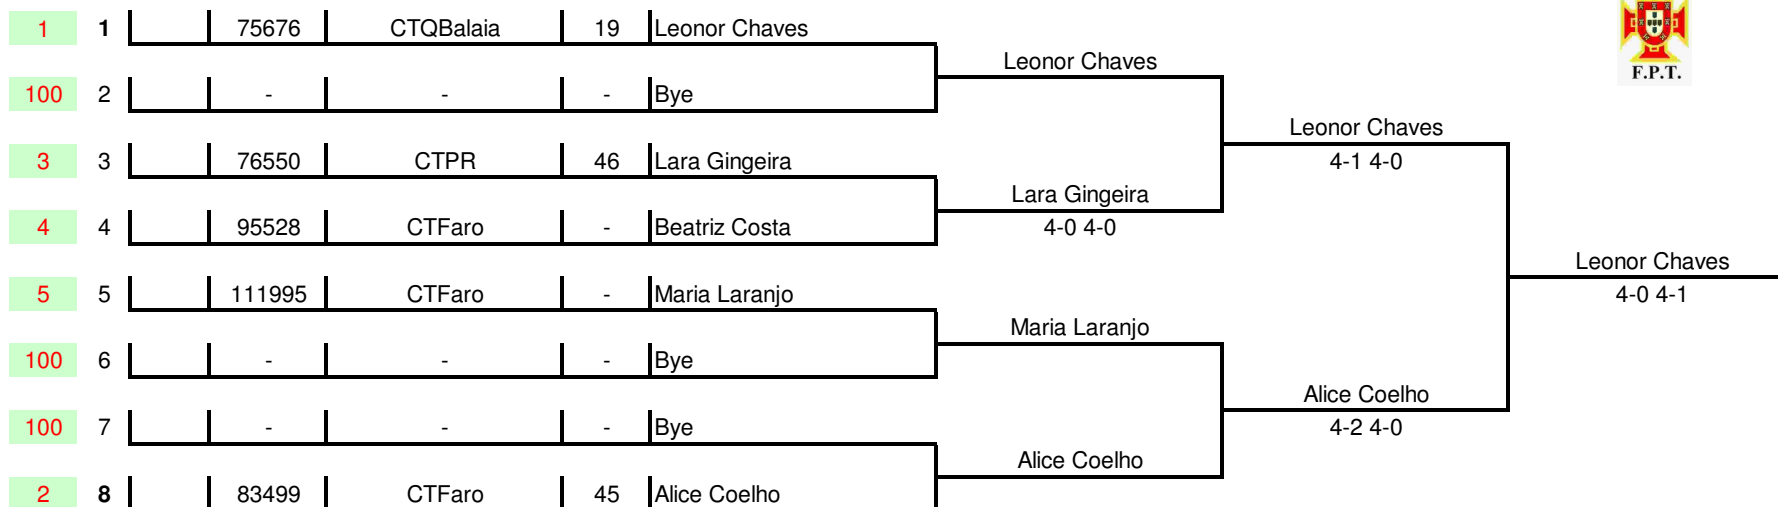 1 1 75676 CTQBalaia 19 Leonor Chaves
Leonor Chaves
F.P.T.
100 2 - - - Bye
Leonor Chaves
4-1 4-0
3 3 76550 CTPR 46 Lara Gingeira
Lara Gingeira
4-0 4-0
4 4 95528 CTFaro - Beatriz Costa
Leonor Chaves
4-0 4-1
5 5 111995 CTFaro - Maria Laranjo
Maria Laranjo
100 6 - - - Bye
Alice Coelho
4-2 4-0
100 7 - - - Bye
Alice Coelho
2 8 83499 CTFaro 45 Alice Coelho